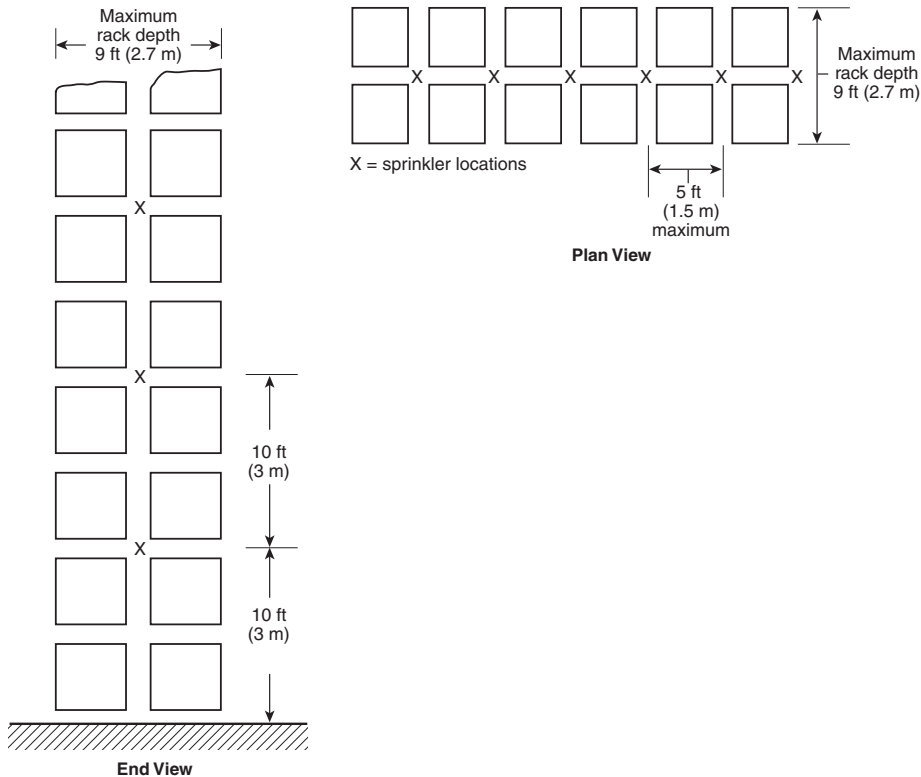 Maximum
rack depth
9 ft (2.7 m)
X
X
10 ft
(3 m)
X
10 ft
(3 m)
End View
X X X X X X
Maximum
rack depth
9 ft (2.7 m)
X = sprinkler locations
5 ft
(1.5 m)
maximum
Plan View